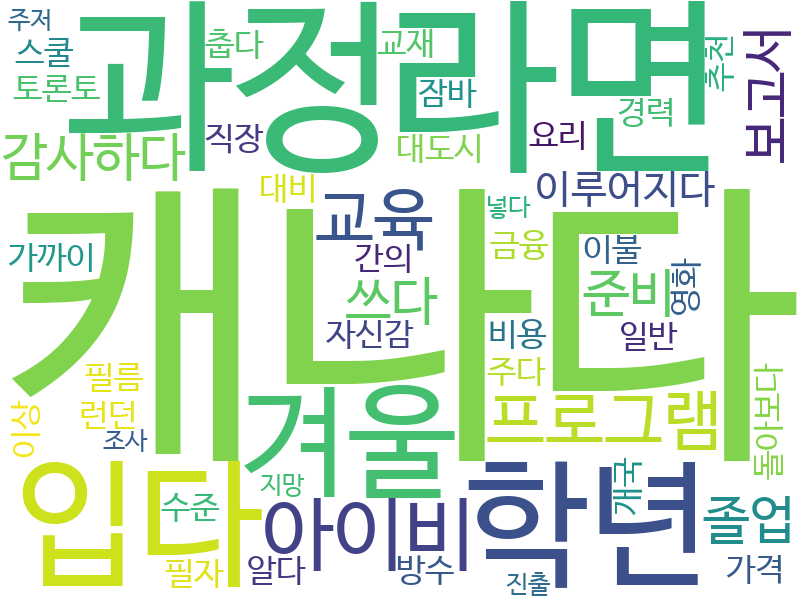 주저
과정라면
스쿨
춥다
교재
추천
보고서
토론토
잠바
경력
감사하다
직장
대도시
요리
캐나다
대비
이루어지다
교육
넣다
가까이
간의
금융
이불
쓰다
준비
영화
자신감
비용
일반
필름
주다
겨울
프로그램
돌아보다
런던
이상
조사
입다
학년
지망
개국
수준
아이비
졸업
필자
알다
방수
진출
가격